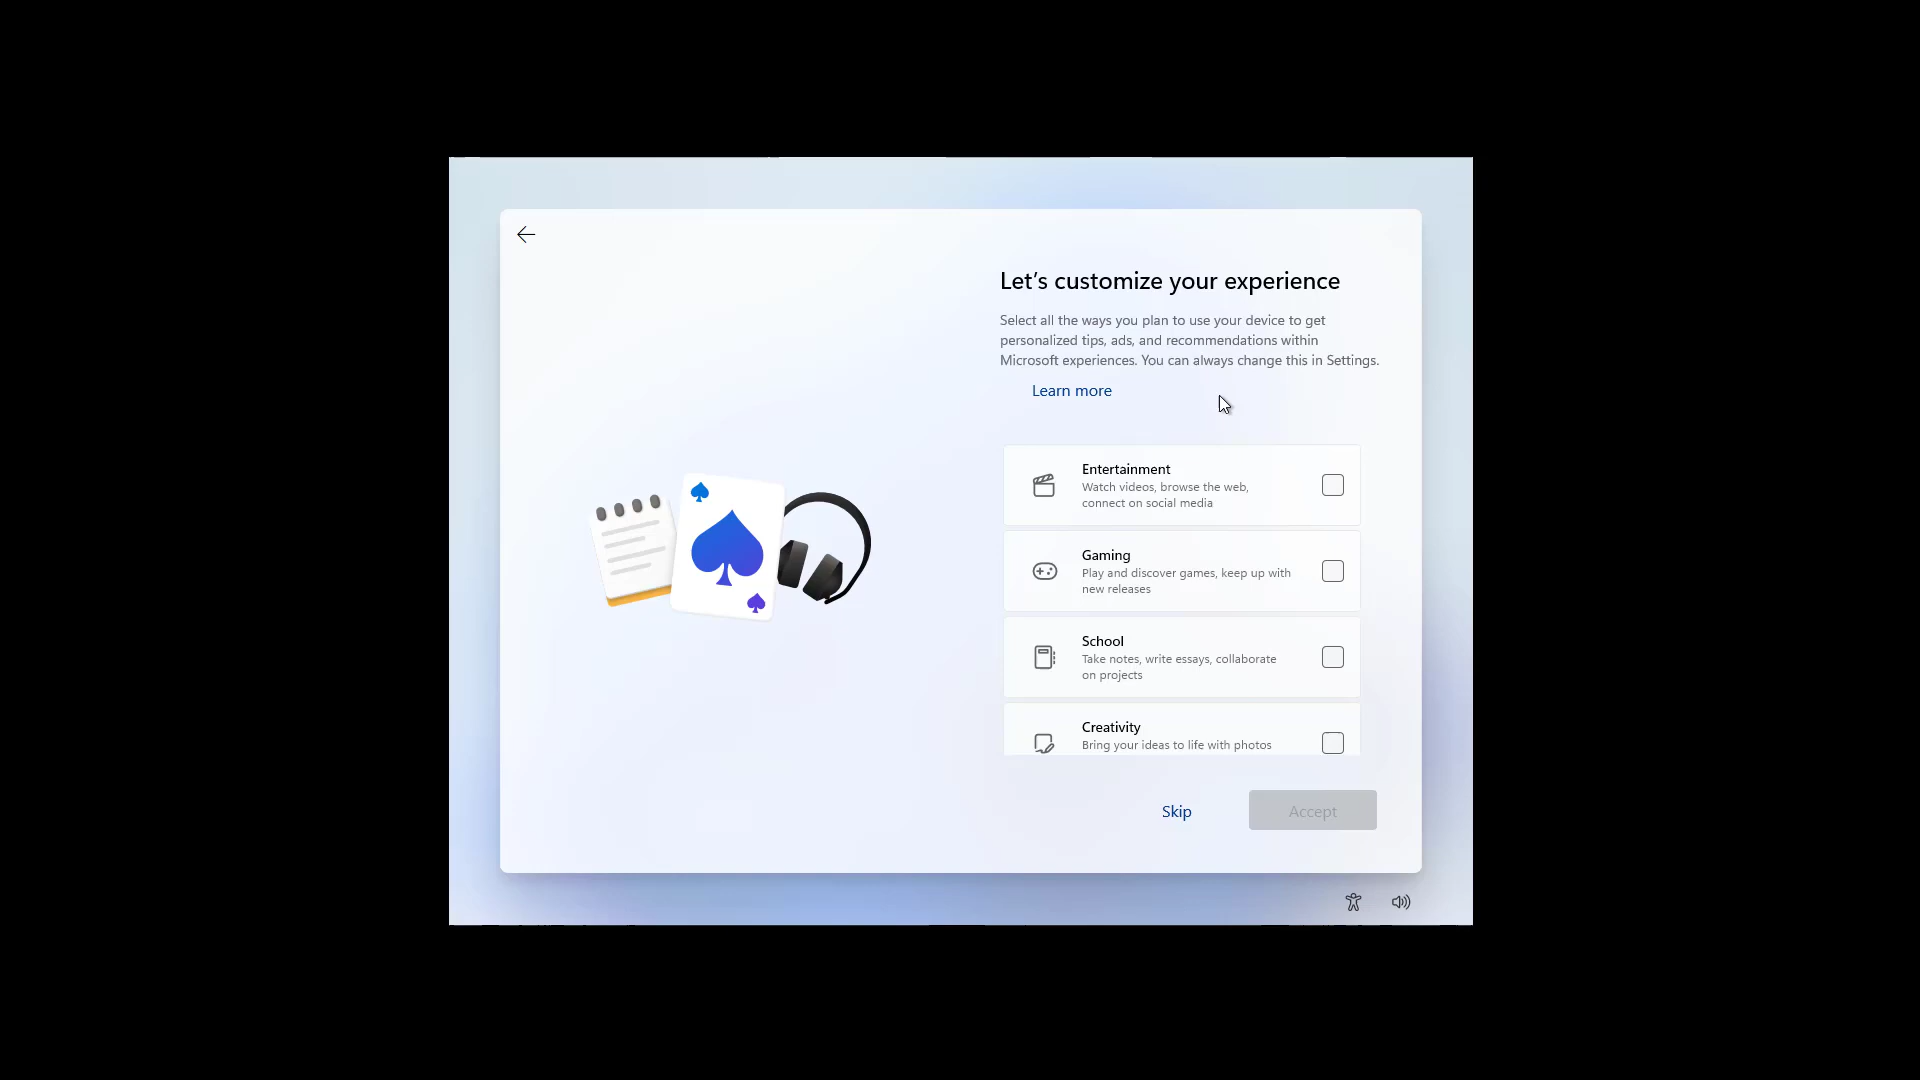 Let's customize your experience
Select all the ways you plan to use your device to get
personalized tips, ads, and recommendations within
Microsoft experiences. You can always change this in Settings.
Learn more
Entertainment
Watch videos, browse the web,
connect on social media
Gaming
Play and discover games, keep up with
new releases
School
Take notes, write essays, collaborate
on projects
Creativity
Bring your ideas to life with photos
Skip
Accept